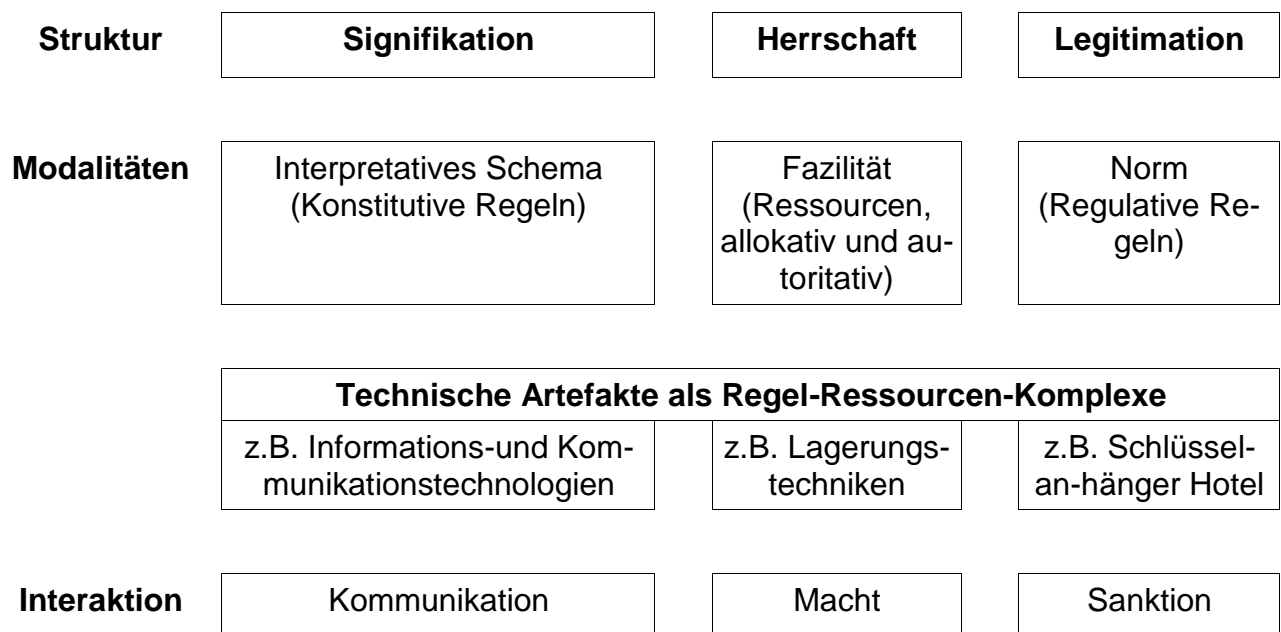 Struktur Signifikation Herrschaft Legitimation
Modalitäten Interpretatives Schema Fazilität Norm
(Konstitutive Regeln) (Ressourcen, (Regulative Re-
allokativ und au- geln)
toritativ)
Technische Artefakte als Regel-Ressourcen-Komplexe
z.B. Informations-und Kom- z.B. Lagerungs- z.B. Schlüssel-
munikationstechnologien techniken an-hänger Hotel
Interaktion Kommunikation Macht Sanktion